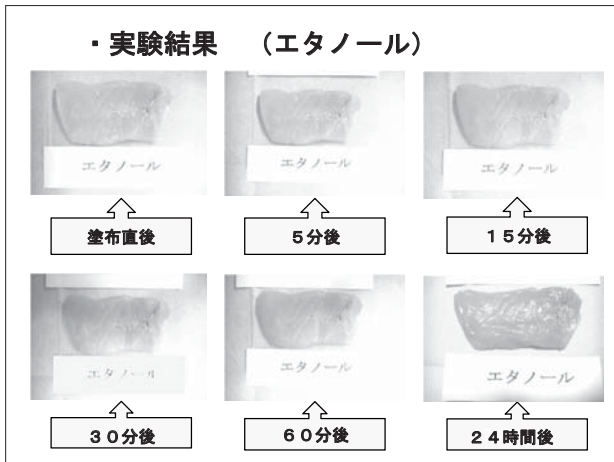 ・実験結果　（エタノール）
エタノール
エタノール
エタノール
塗布直後
５分後
１５分後
エタノール
エタノール
エタノール
３０分後
６０分後
２４時間後